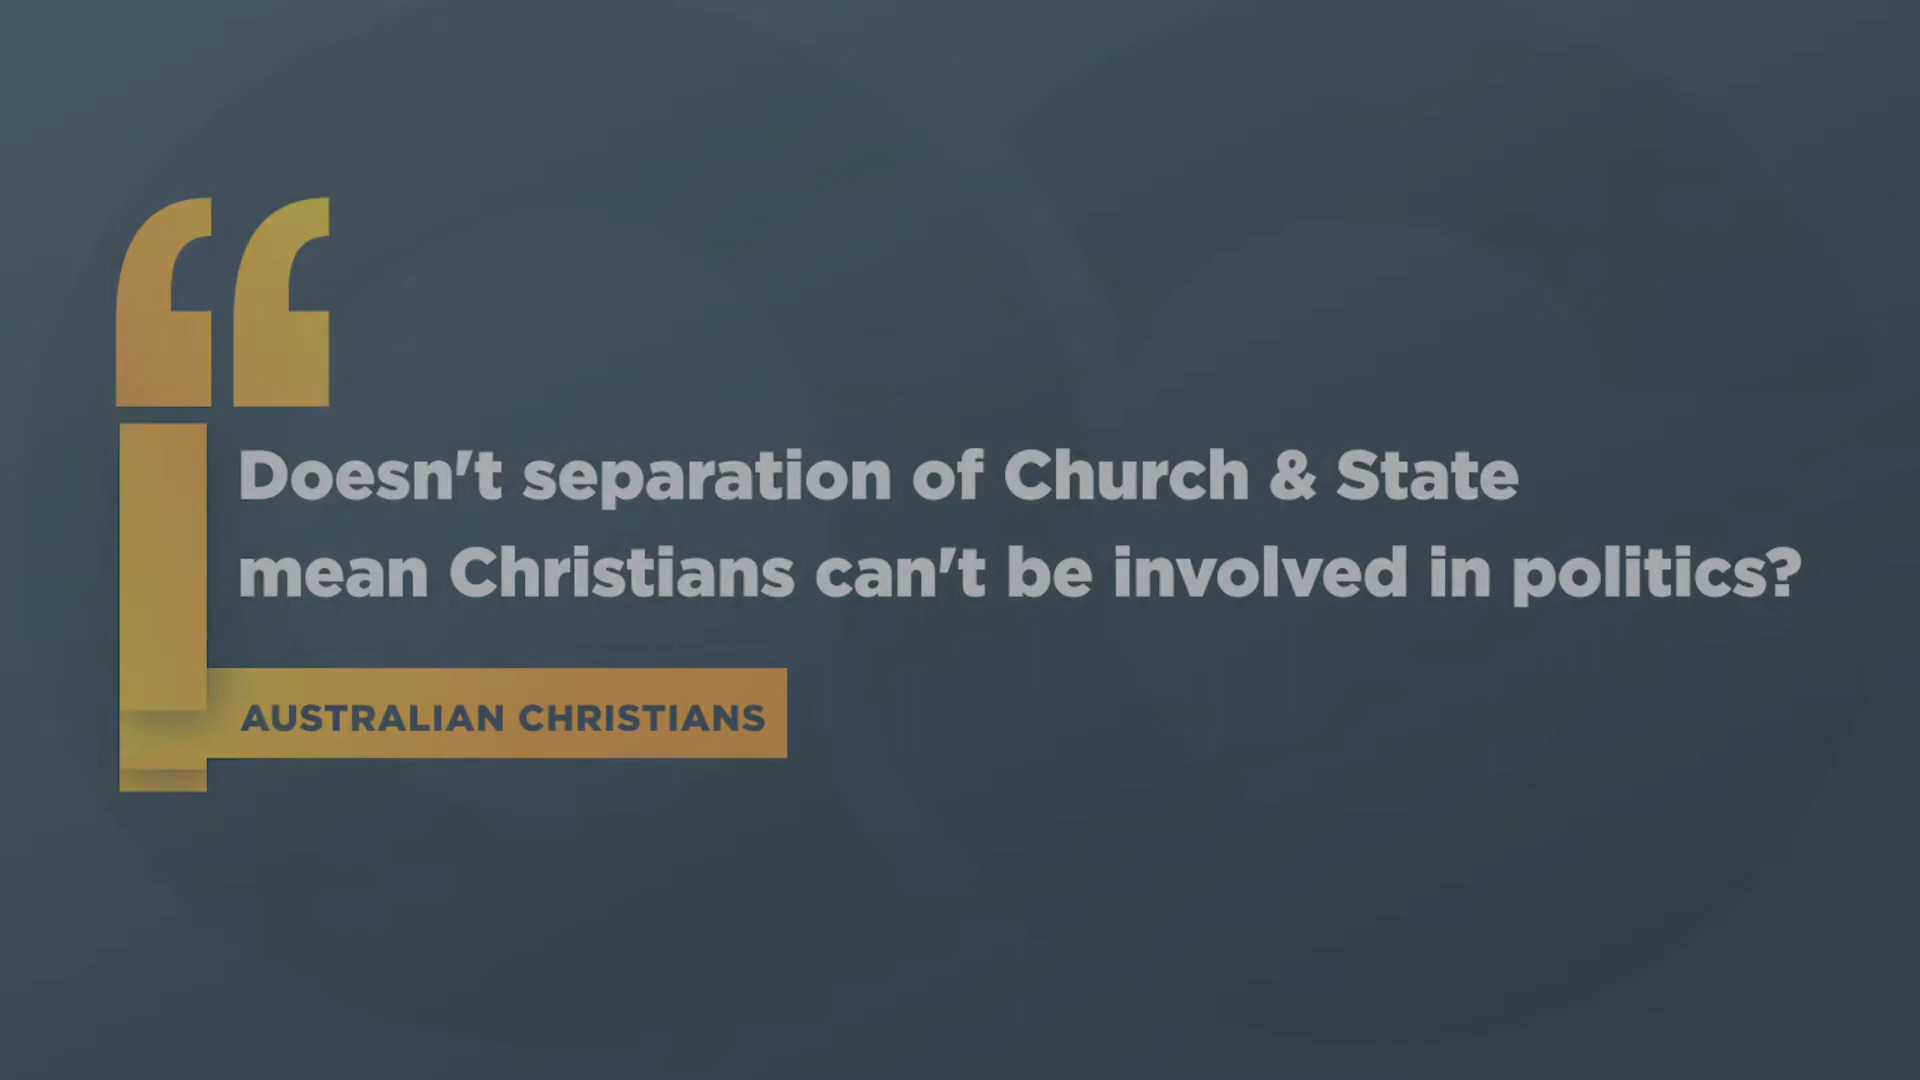 Doesn't separation of Church & State
mean Christians can't be involved in politics?
AUSTRALIAN CHRISTIANS